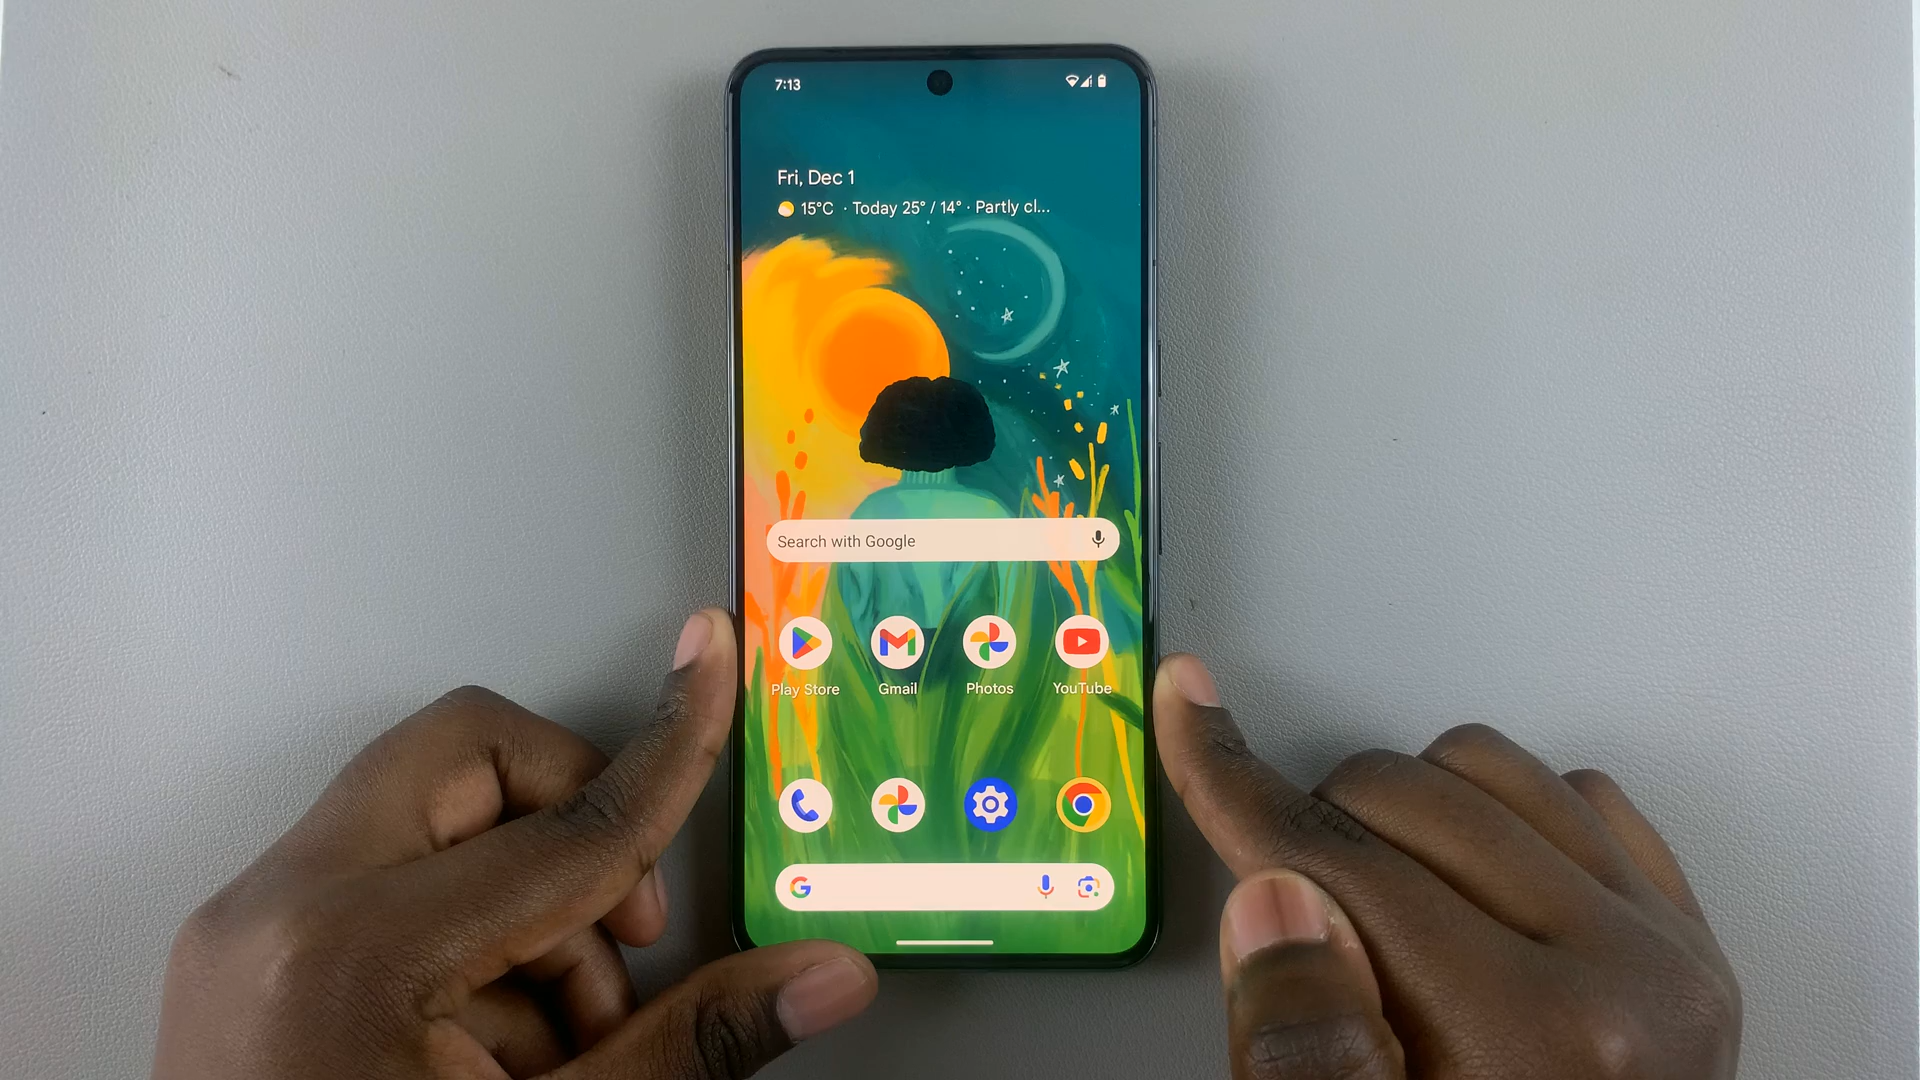 7:13
Fri, Dec 1
15°C · Today 25° / 14° · Partly cl...
Search with Google
Play Store
Gmail
Photos
YouTube
G